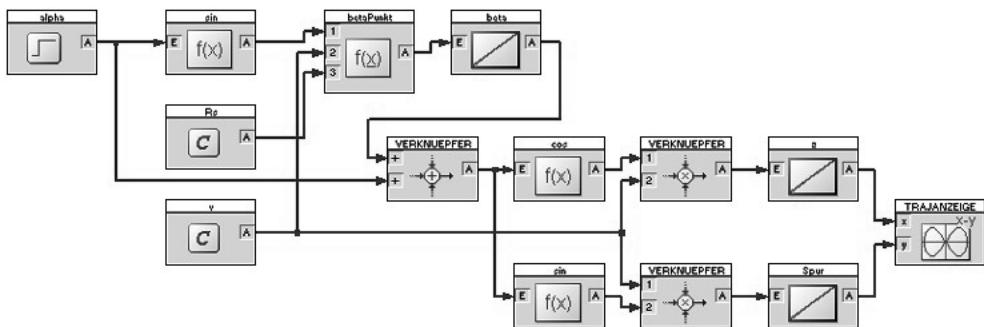 alpha
A
sin
E
f(x)
A
betaPunkt
1
2
3
f(x)
A
beta
E
A
Rs
C
A
VERKNUEPFER
+
+
A
cos
E
f(x)
A
VERKNUEPFER
1
2
A
E
A
v
C
A
TRAJANZEIGE
x
y
x-y
sin
E
f(x)
A
VERKNUEPFER
1
2
A
Spur
E
A